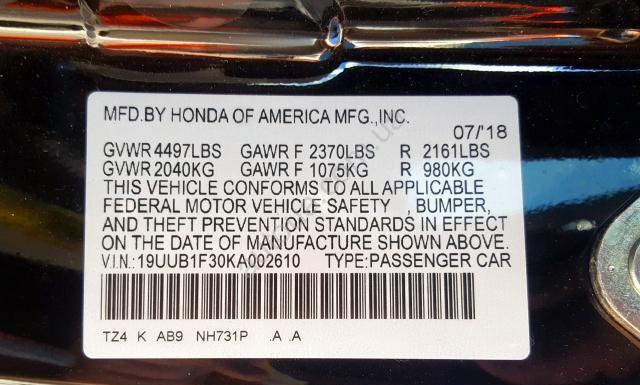 MFD.BY HONDA OF AMERICA MFG.,INC.
07/'18
GVWR 4497LBS GAWR F 2370LBS R 2161LBS
GVWR 2040KG GAWR F 1075KG R 980KG
THIS VEHICLE CONFORMS TO ALL APPLICABLE
FEDERAL MOTOR VEHICLE SAFETY , BUMPER,
AND THEFT PREVENTION STANDARDS IN EFFECT
ON THE DATE OF MANUFACTURE SHOWN ABOVE.
V.I.N.: 19UUB1F30KA002610 TYPE:PASSENGER CAR
TZ4 K AB9 NH731P .A .A